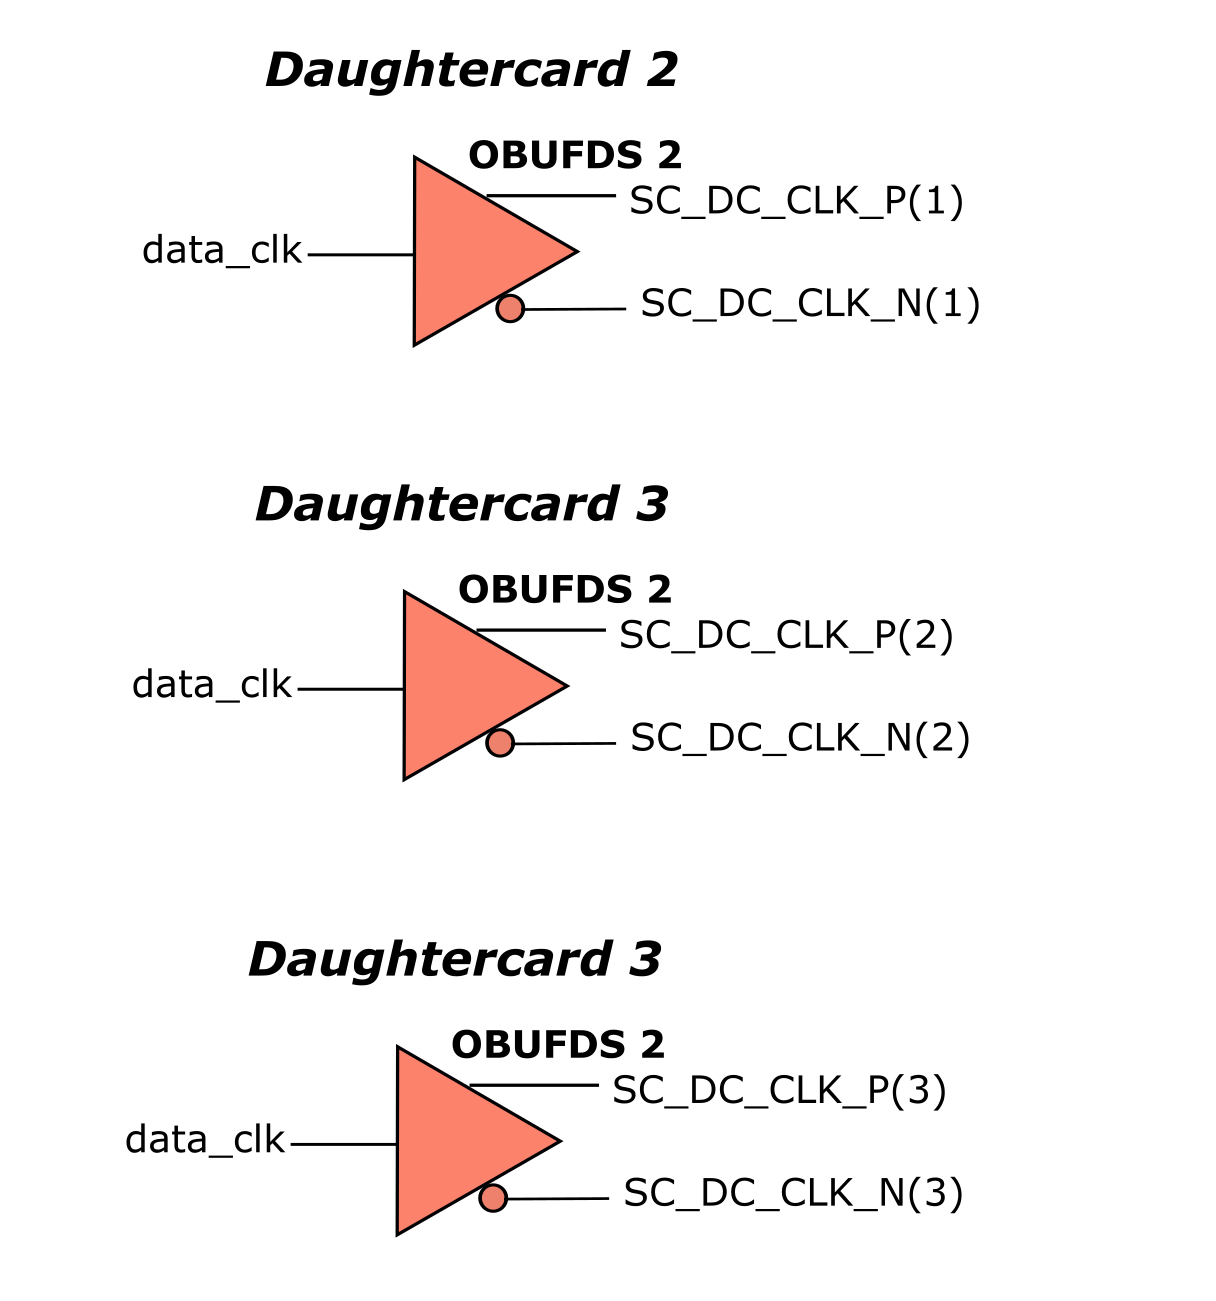 Daughtercard 2
OBUFDS 2
SC_DC_CLK_P(1)
data_clk
SC_DC_CLK_N(1)
Daughtercard 3
OBUFDS 2
SC_DC_CLK_P(2)
data_clk
SC_DC_CLK_N(2)
Daughtercard 3
OBUFDS 2
SC_DC_CLK_P(3)
data_clk
SC_DC_CLK_N(3)